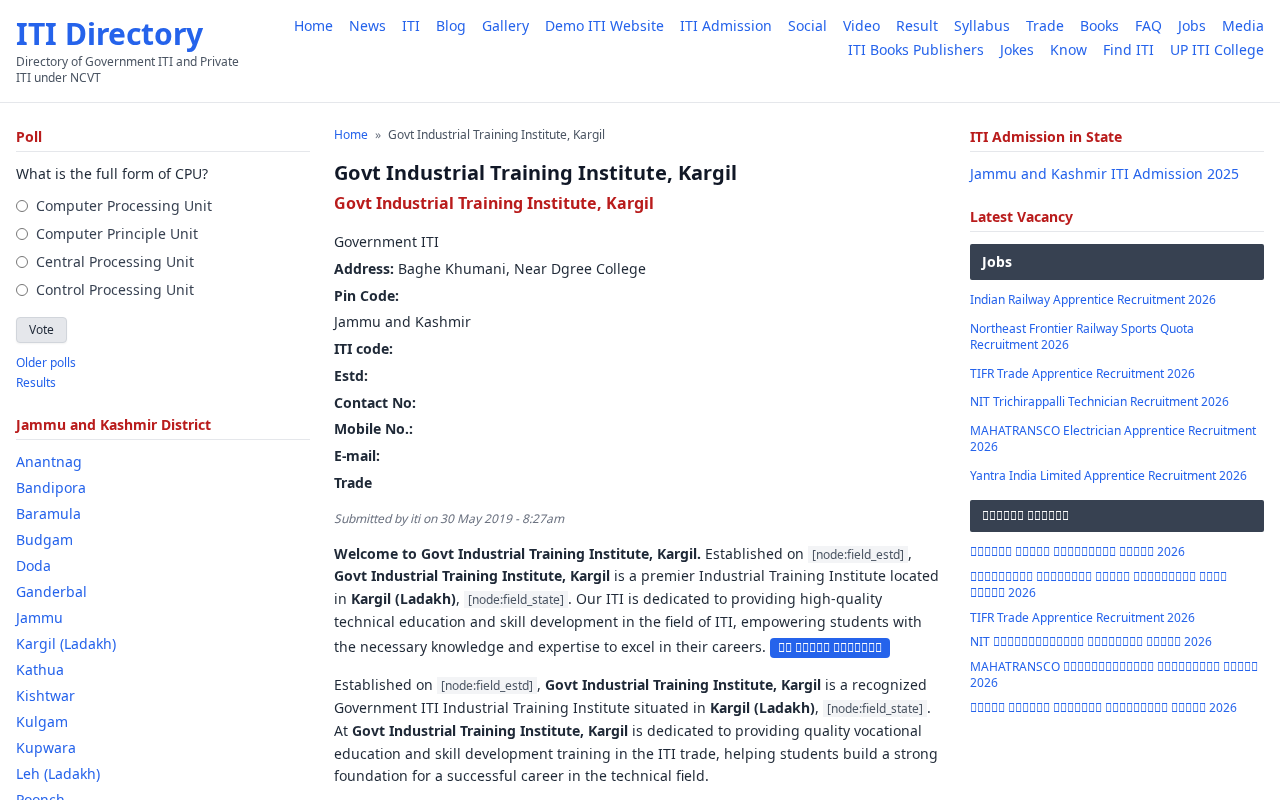 ITI Directory
Directory of Government ITI and Private
ITI under NCVT
Home News ITI Blog Gallery Demo ITI Website ITI Admission Social Video Result Syllabus Trade Books FAQ Jobs Media
ITI Books Publishers Jokes Know Find ITI UP ITI College
Poll
What is the full form of CPU?
Computer Processing Unit
Computer Principle Unit
Central Processing Unit
Control Processing Unit
Vote
Older polls
Results
Jammu and Kashmir District
Anantnag
Bandipora
Baramula
Budgam
Doda
Ganderbal
Jammu
Kargil (Ladakh)
Kathua
Kishtwar
Kulgam
Kupwara
Leh (Ladakh)
Poonch
Home » Govt Industrial Training Institute, Kargil
Govt Industrial Training Institute, Kargil
Govt Industrial Training Institute, Kargil
Government ITI
Address: Baghe Khumani, Near Dgree College
Pin Code:
Jammu and Kashmir
ITI code:
Estd:
Contact No:
Mobile No.:
E-mail:
Trade
Submitted by iti on 30 May 2019 - 8:27am
Welcome to Govt Industrial Training Institute, Kargil. Established on [node:field_estd],
Govt Industrial Training Institute, Kargil is a premier Industrial Training Institute located
in Kargil (Ladakh), [node:field_state]. Our ITI is dedicated to providing high-quality
technical education and skill development in the field of ITI, empowering students with
the necessary knowledge and expertise to excel in their careers.
Established on [node:field_estd], Govt Industrial Training Institute, Kargil is a recognized
Government ITI Industrial Training Institute situated in Kargil (Ladakh), [node:field_state].
At Govt Industrial Training Institute, Kargil is dedicated to providing quality vocational
education and skill development training in the ITI trade, helping students build a strong
foundation for a successful career in the technical field.
ITI Admission in State
Jammu and Kashmir ITI Admission 2025
Latest Vacancy
Jobs
Indian Railway Apprentice Recruitment 2026
Northeast Frontier Railway Sports Quota
Recruitment 2026
TIFR Trade Apprentice Recruitment 2026
NIT Trichirappalli Technician Recruitment 2026
MAHATRANSCO Electrician Apprentice Recruitment
2026
Yantra India Limited Apprentice Recruitment 2026
2026
2026
TIFR Trade Apprentice Recruitment 2026
NIT 2026
MAHATRANSCO
2026
2026